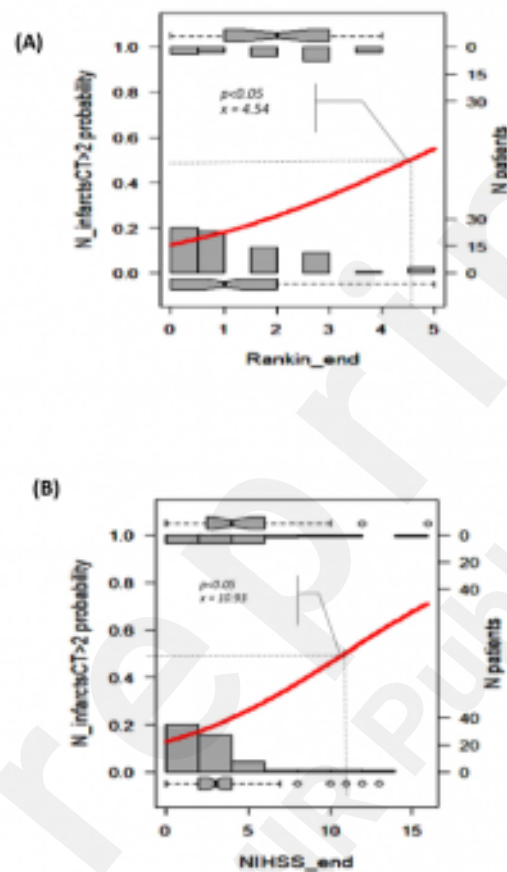 (A)
1.0
0.8
0.6
0.4
0.2
0.0
N_infarctsCT>2 probability
p<0.05
x = 4.54
0
15
30
30
15
0
N patients
0 1 2 3 4 5
Rankin_end
(B)
1.0
0.8
0.6
0.4
0.2
0.0
N_infarctsCT>2 probability
p<0.05
x = 10.93
0
20
40
40
20
0
N patients
0 5 10 15
NIHSS_end
reprin
IR Publ